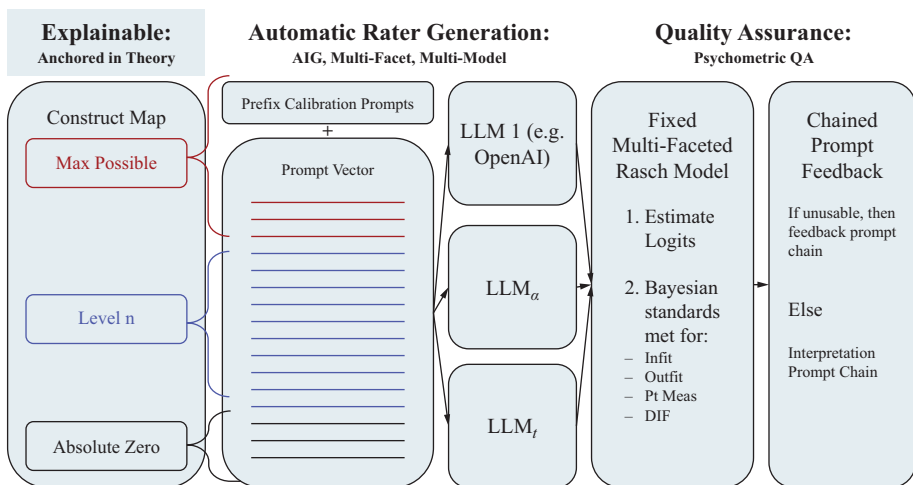 Explainable:
Anchored in Theory
Automatic Rater Generation:
AIG, Multi-Facet, Multi-Model
Quality Assurance:
Psychometric QA
Construct Map
Max Possible
Level n
Absolute Zero
Prefix Calibration Prompts
+
Prompt Vector
LLM 1 (e.g.
OpenAI)
LLMα
LLMt
Fixed
Multi-Faceted
Rasch Model
1. Estimate
Logits
2. Bayesian
standards
met for:
– Infit
– Outfit
– Pt Meas
– DIF
Chained
Prompt
Feedback
If unusable, then
feedback prompt
chain
Else
Interpretation
Prompt Chain